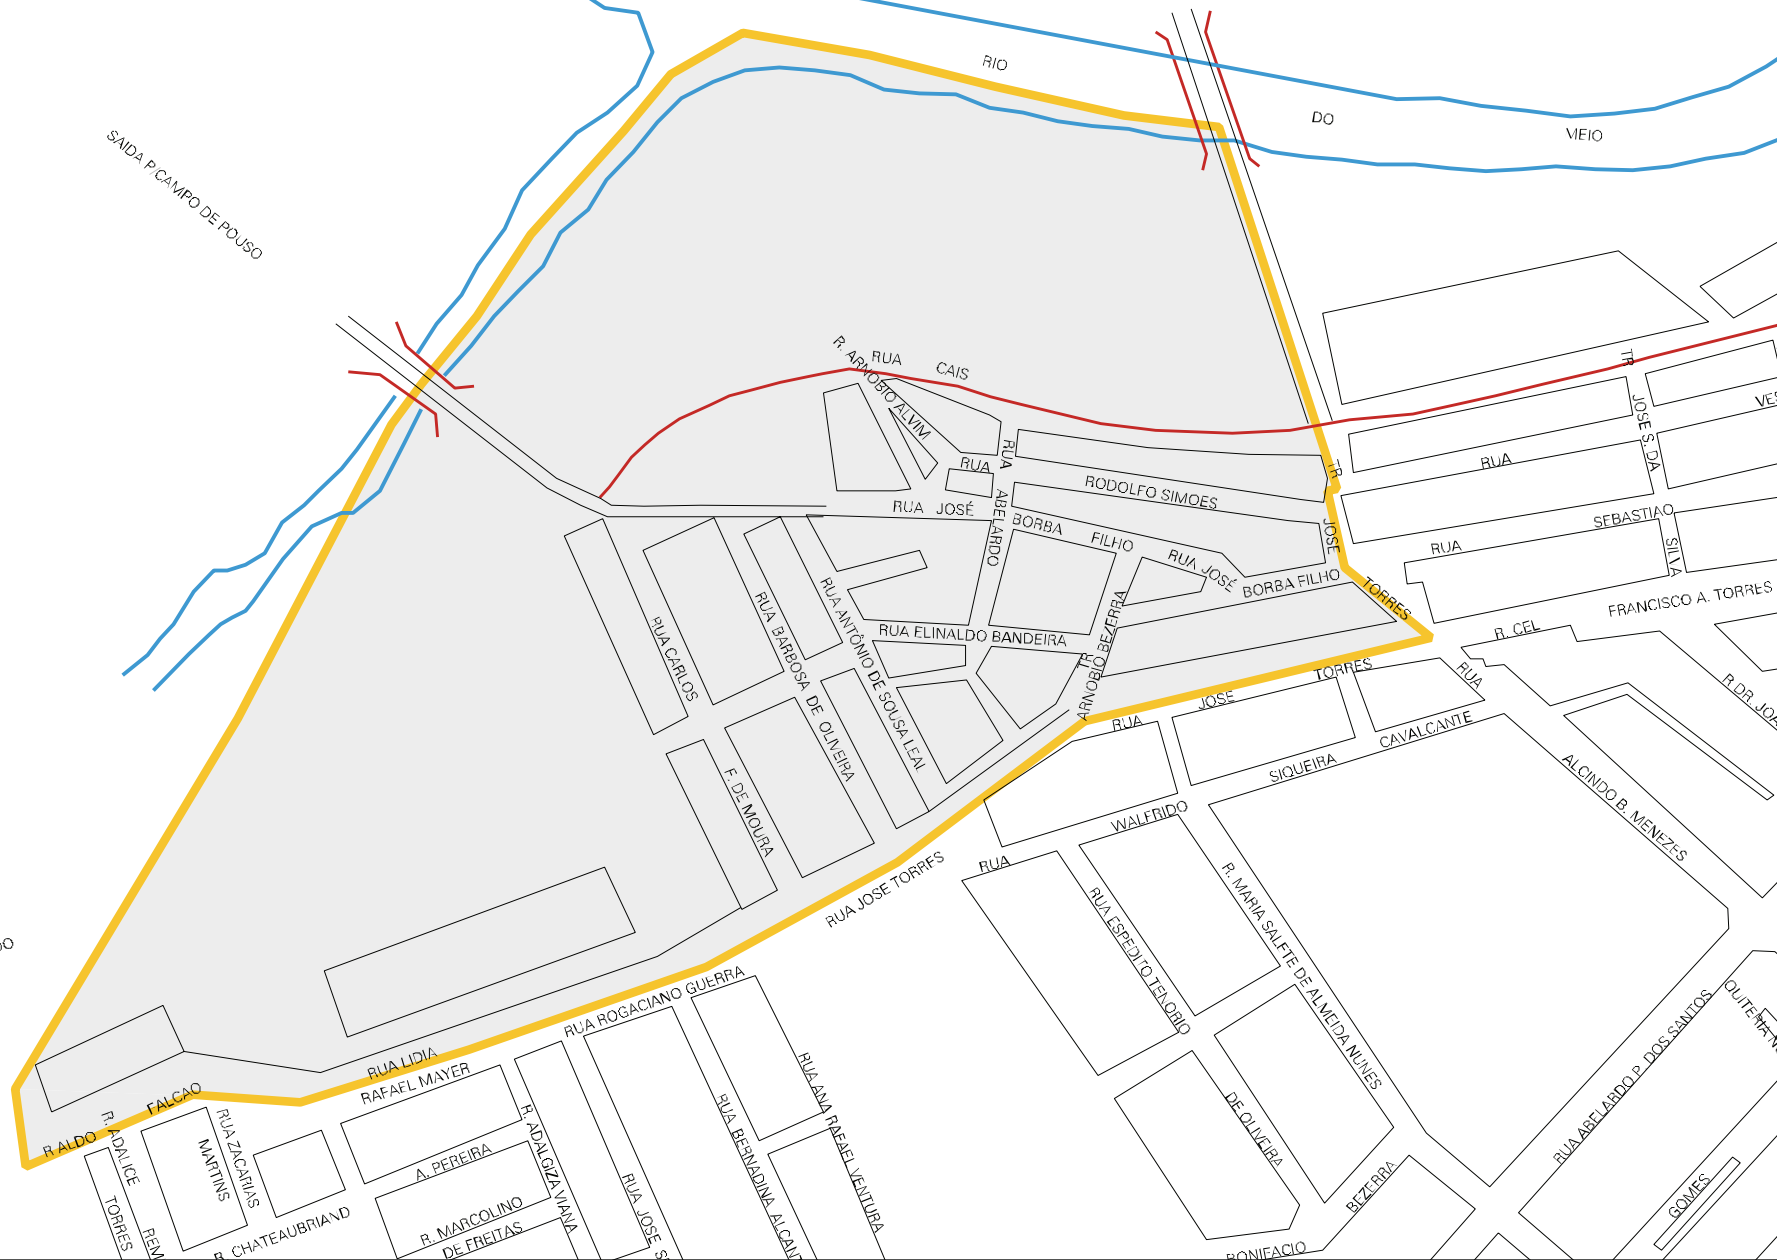 RIO
DO
MEIO
SAIDA P/CAMPO DE POUSO
R. ARNOBIO ALVIM
RUA CAIS
RUA
RUA JOSÉ
RUA ABELARDO
RODOLFO SIMOES
BORBA FILHO
RUA JOSÉ
BORBA FILHO
TR
JOSE
TORRES
TR
JOSE S. DA
SILVA
RUA
SEBASTIAO
RUA
FRANCISCO A. TORRES
R. CEL
RUA
RUA ELINALDO BANDEIRA
TR
ARNOBIO BEZERRA
RUA CARLOS
F. DE MOURA
RUA BARBOSA DE OLIVEIRA
RUA ANTÔNIO DE SOUSA LEAL
RUA JOSE TORRES
RUA
JOSE
TORRES
CAVALCANTE
SIQUEIRA
WALFRIDO
RUA
R DR. JOA
ALCINDO B. MENEZES
RUA JOSE TORRES
R. MARIA SALETE DE ALMEIDA NUNES
RUA ESPEDITO TENORIO
DE OLIVEIRA
RUA ABELARDO P. DOS SANTOS
QUITERIA N
GOMES
BEZERRA
BONIFACIO
RUA ROGACIANO GUERRA
RUA LIDIA
RAFAEL MAYER
FALCAO
R ALDO
R. ADALICE
TORRES
REM
RUA ZACARIAS
MARTINS
R. CHATEAUBRIAND
A. PEREIRA
R. MARCOLINO
DE FREITAS
R. ADALGIZA VIANA
RUA JOSE S
RUA BERNADINA ALCANT
RUA ANA RAFAEL VENTURA